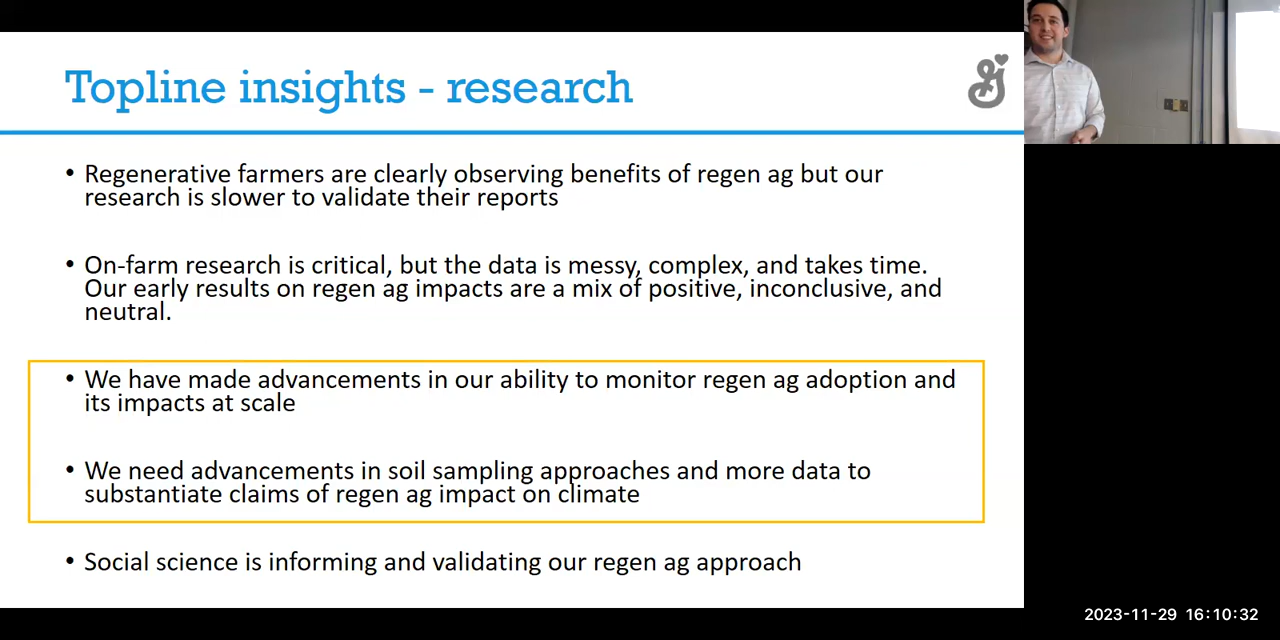 Topline insights - research
• Regenerative farmers are clearly observing benefits of regen ag but our
research is slower to validate their reports
• On-farm research is critical, but the data is messy, complex, and takes time.
Our early results on regen ag impacts are a mix of positive, inconclusive, and
neutral.
• We have made advancements in our ability to monitor regen ag adoption and
its impacts at scale
• We need advancements in soil sampling approaches and more data to
substantiate claims of regen ag impact on climate
• Social science is informing and validating our regen ag approach
2023-11-29 16:10:32